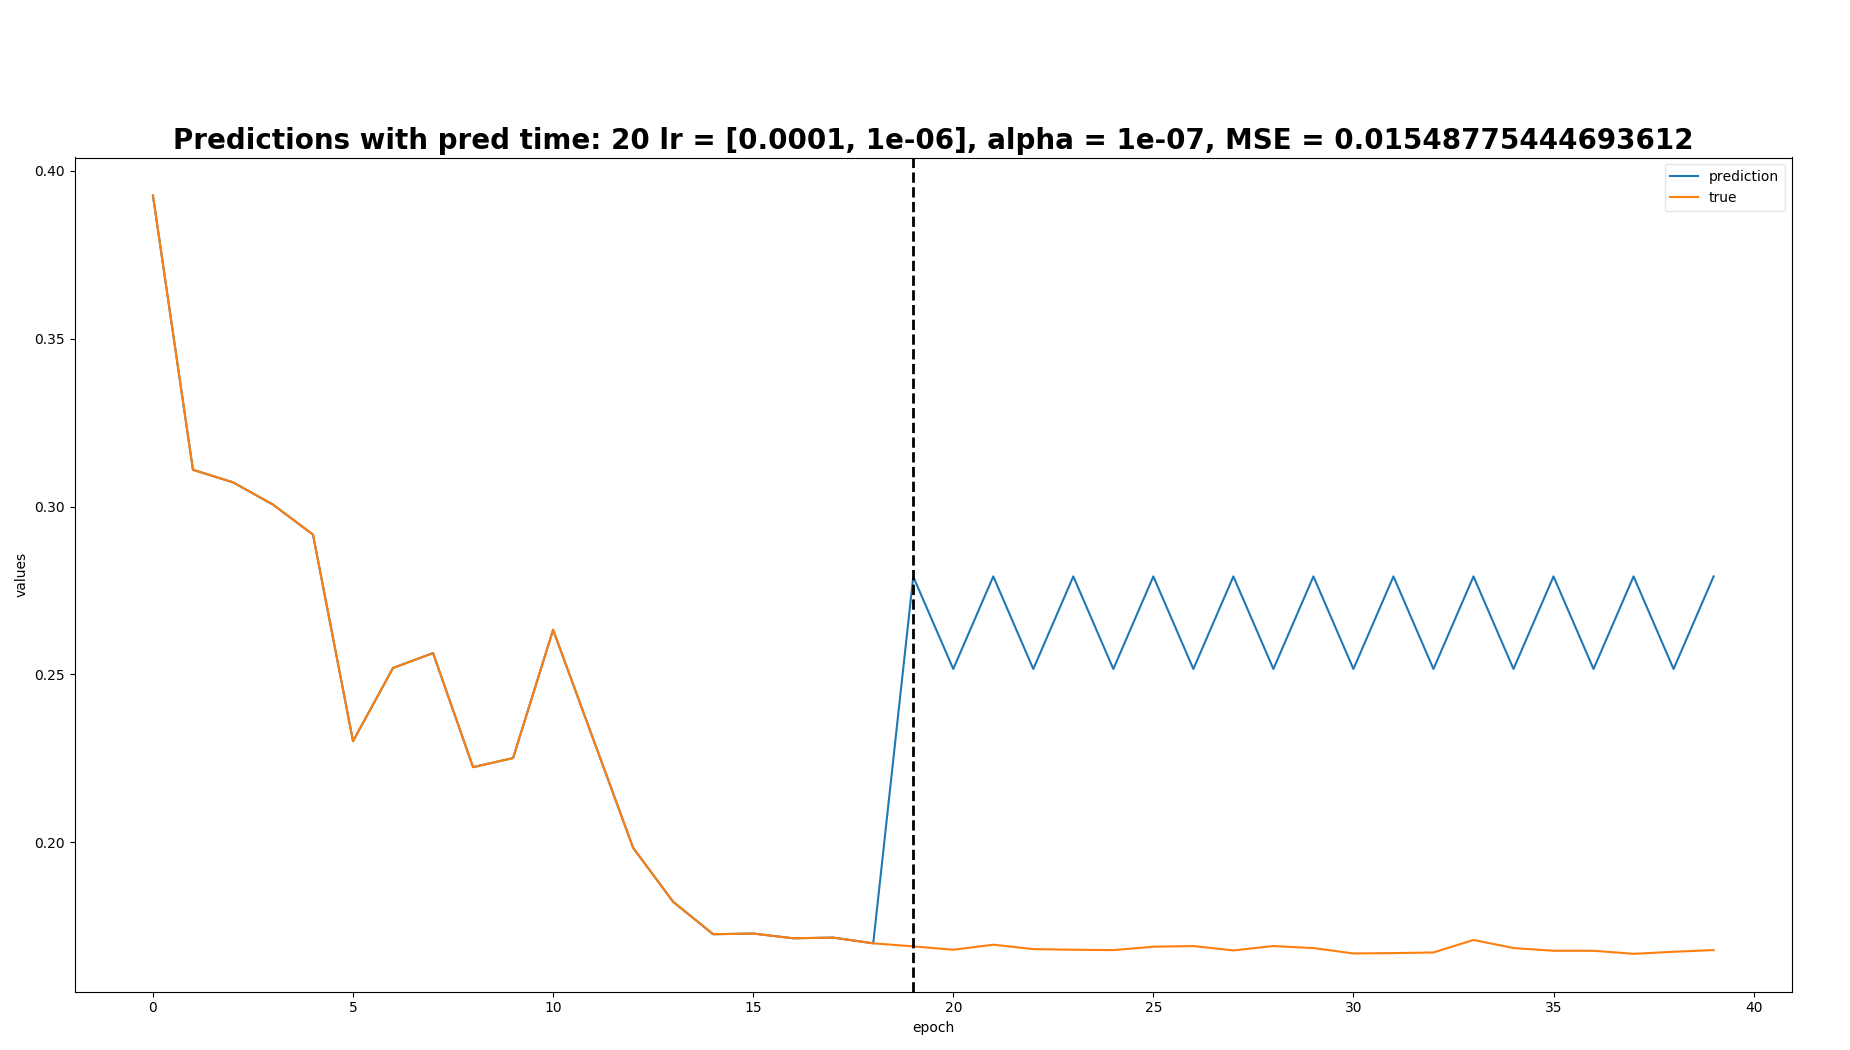 Predictions with pred time: 20 lr = [0.0001, 1e-06], alpha = 1e-07, MSE = 0.01548775444693612
prediction
true
0.40
0.35
0.30
0.25
0.20
values
0 5 10 15 20 25 30 35 40
epoch